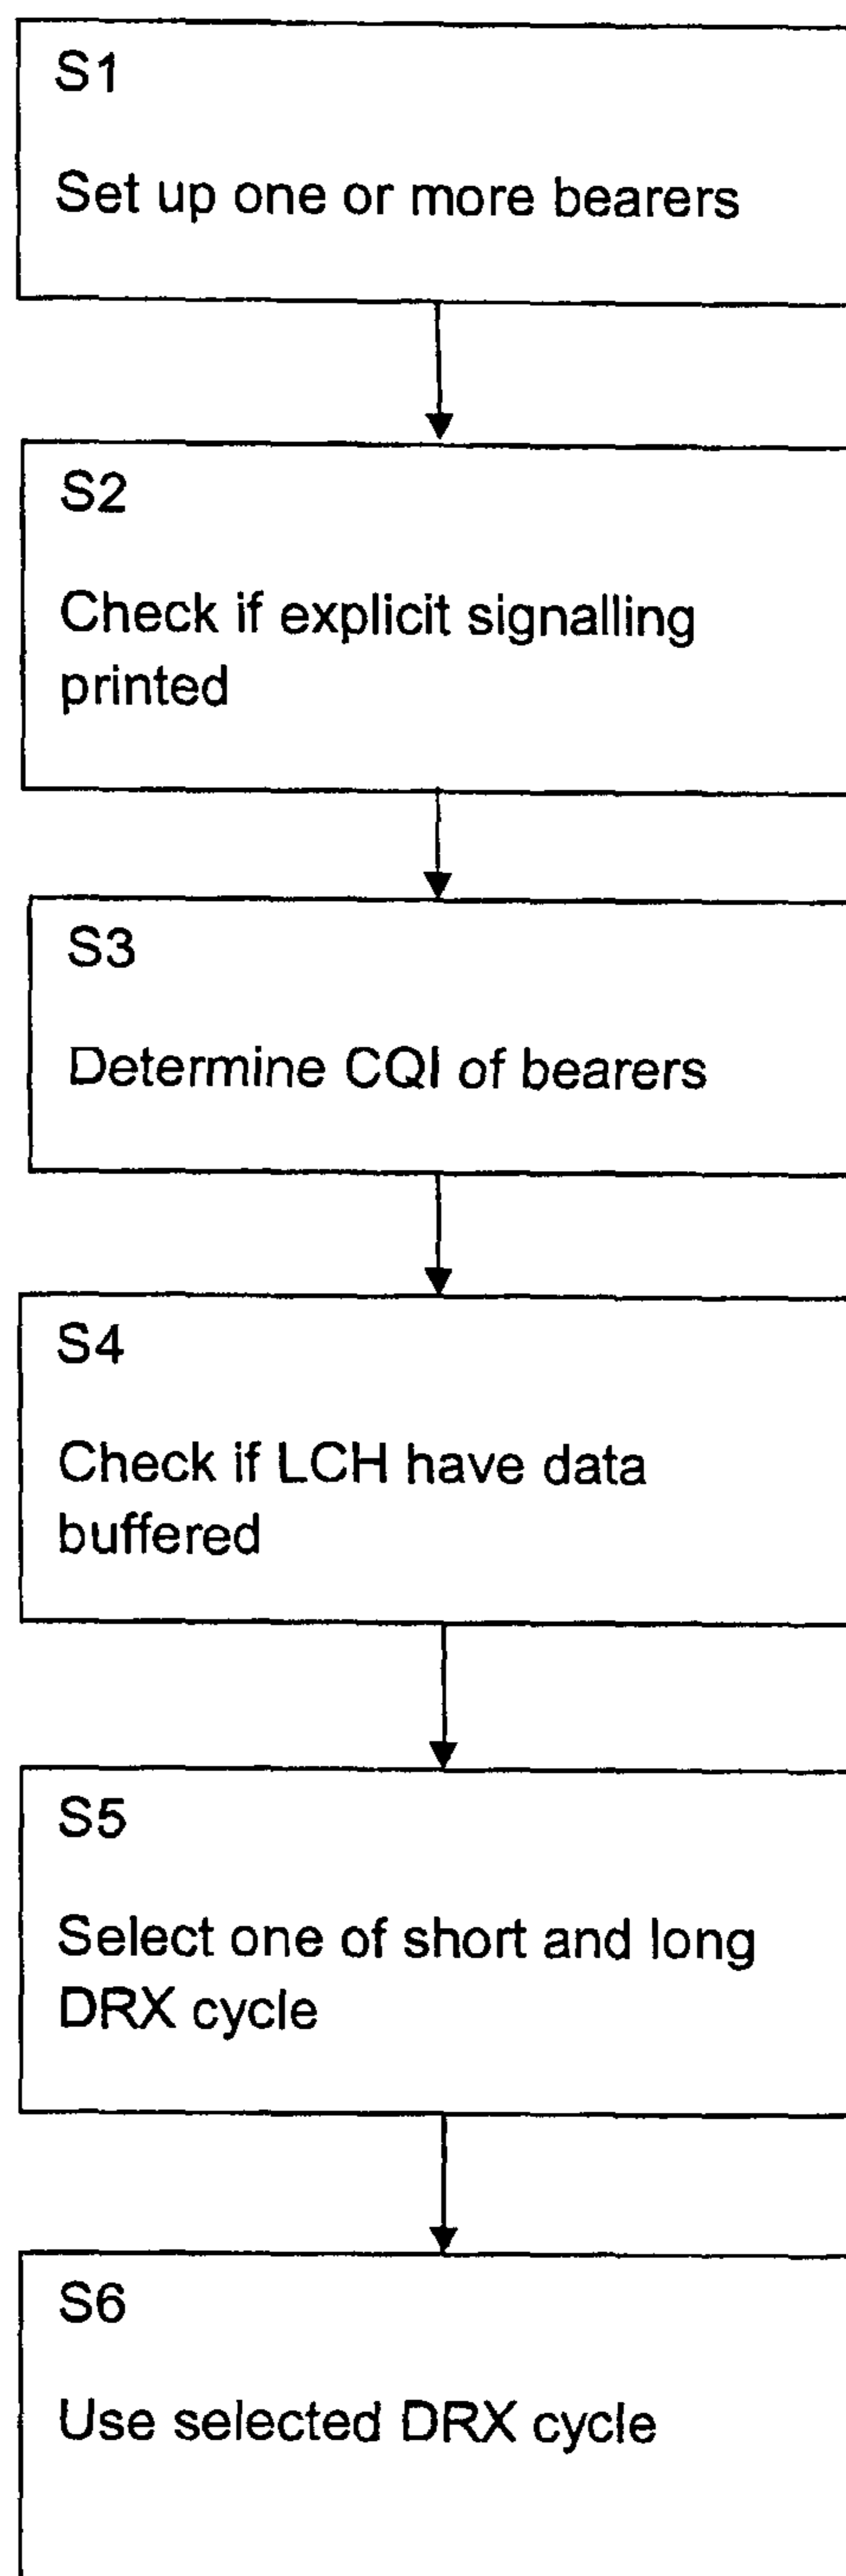 S1
Set up one or more bearers
S2
Check if explicit signalling
printed
S3
Determine CQI of bearers
S4
Check if LCH have data
buffered
S5
Select one of short and long
DRX cycle
S6
Use selected DRX cycle